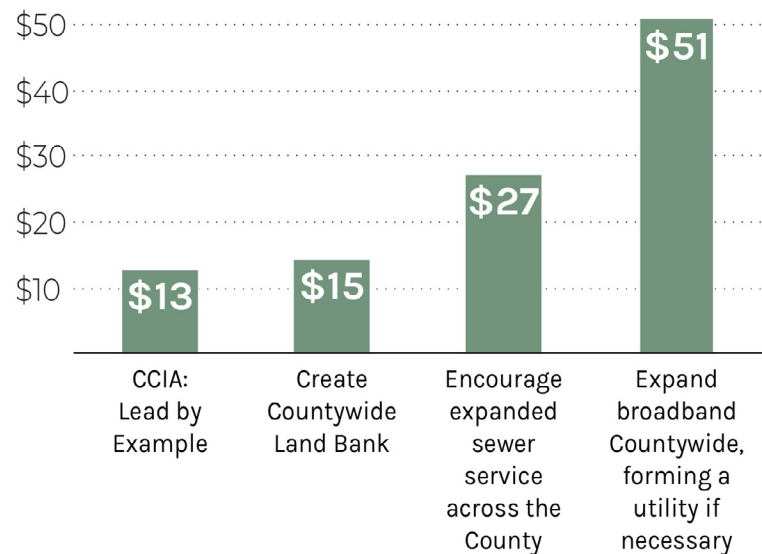 $50
$40
$30
$20
$10
$13
$15
$27
$51
CCIA:
Lead by
Example
Create
Countywide
Land Bank
Encourage
expanded
sewer
service
across the
County
Expand
broadband
Countywide,
forming a
utility if
necessary